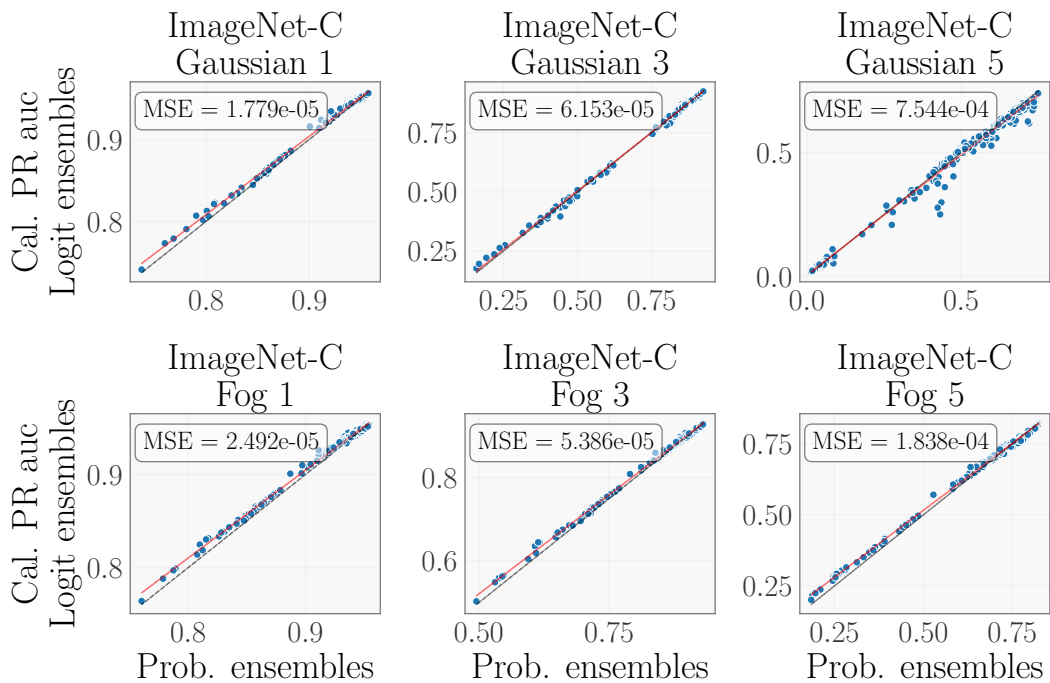 ImageNet-C
Gaussian 1
ImageNet-C
Gaussian 3
ImageNet-C
Gaussian 5
Cal. PR auc
Logit ensembles
MSE = 1.779e-05
0.9
0.8
0.8
0.9
MSE = 6.153e-05
0.75
0.50
0.25
0.25
0.50
0.75
MSE = 7.544e-04
0.5
0.0
0.0
0.5
ImageNet-C
Fog 1
ImageNet-C
Fog 3
ImageNet-C
Fog 5
Cal. PR auc
Logit ensembles
MSE = 2.492e-05
0.9
0.8
0.8
0.9
Prob. ensembles
MSE = 5.386e-05
0.8
0.6
0.50
0.75
Prob. ensembles
MSE = 1.838e-04
0.75
0.50
0.25
0.25
0.50
0.75
Prob. ensembles